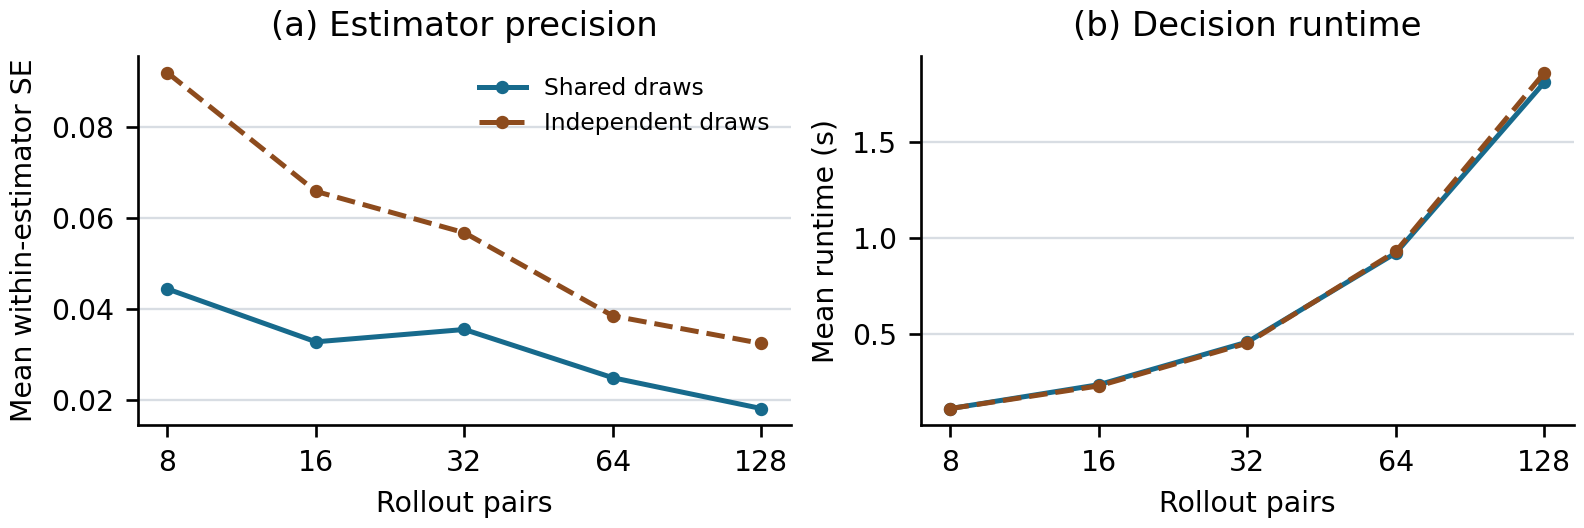 (a) Estimator precision
Mean within-estimator SE
0.08
0.06
0.04
0.02
Shared draws
Independent draws
8 16 32 64 128
Rollout pairs
(b) Decision runtime
Mean runtime (s)
1.5
1.0
0.5
8 16 32 64 128
Rollout pairs